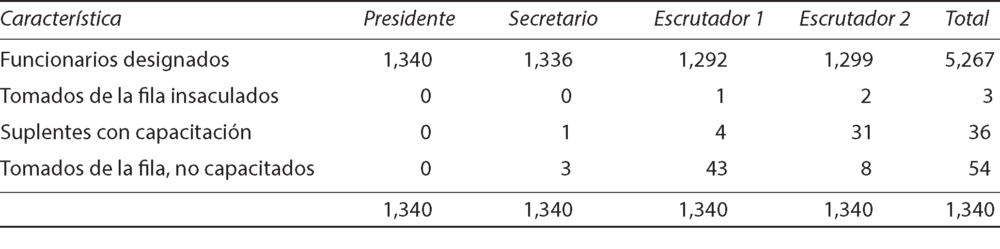 Característica Presidente Secretario Escrutador 1 Escrutador 2 Total
Funcionarios designados 1,340 1,336 1,292 1,299 5,267
Tomados de la fila insaculados 0 0 1 2 3
Suplentes con capacitación 0 1 4 31 36
Tomados de la fila, no capacitados 0 3 43 8 54
1,340 1,340 1,340 1,340 1,340